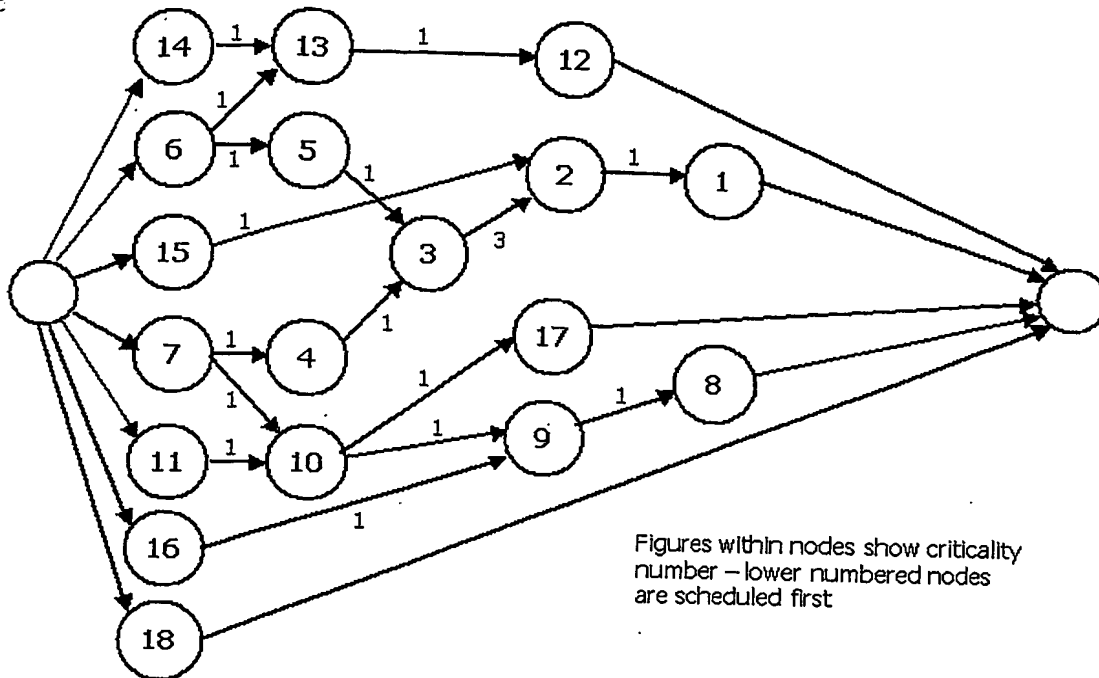 14 1 13 1 12
1
6 1 5 1 2 1 1
15 1 3 3
7 1 4 1 17
1 1 8
11 1 10 1 9 1
16 1
18
Figures within nodes show criticality
number – lower numbered nodes
are scheduled first